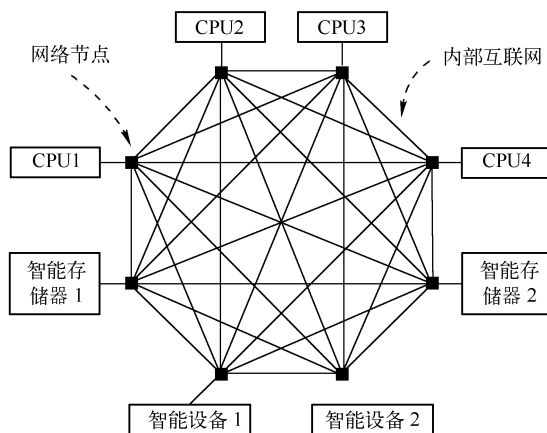 CPU2
CPU3
网络节点
内部互联网
CPU1
CPU4
智能存
储器 1
智能存
储器 2
智能设备 1
智能设备 2